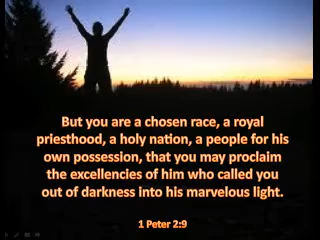 But you are a chosen race, a royal
priesthood, a holy nation, a people for his
own possession, that you may proclaim
the excellencies of him who called you
out of darkness into his marvelous light.
1 Peter 2:9